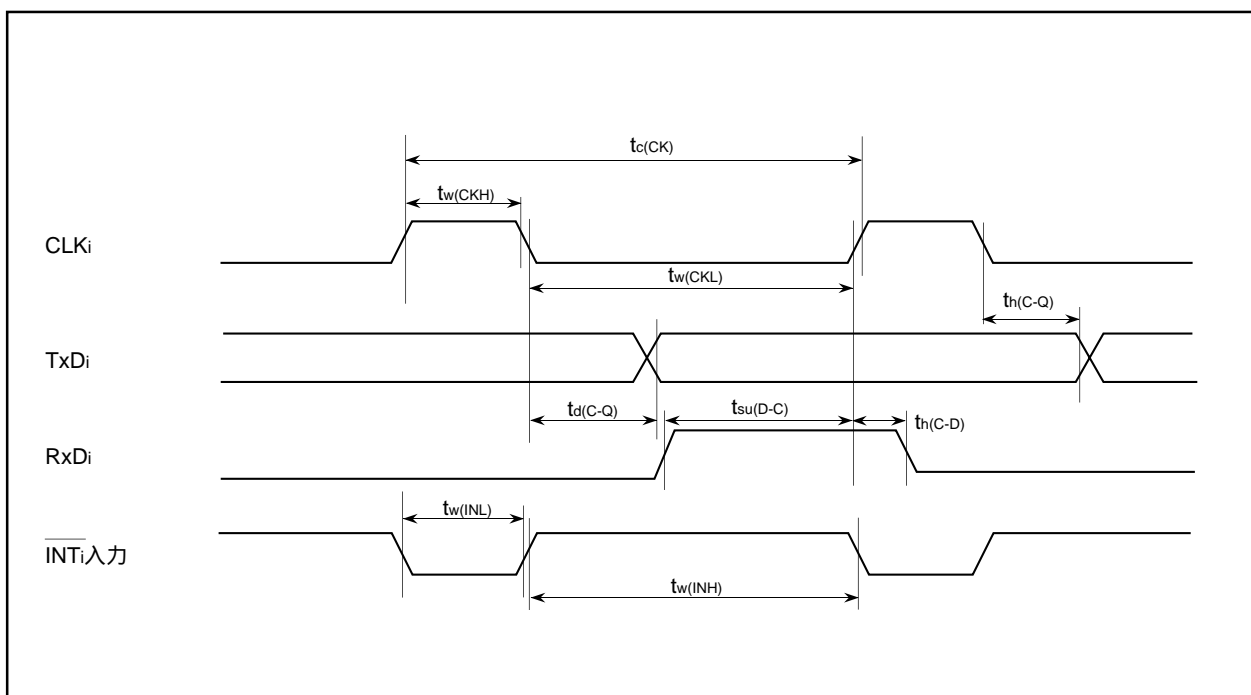 tc(CK)
tw(CKH)
CLKi
tw(CKL)
th(C-Q)
TxDi
td(C-Q)
tsu(D-C)
th(C-D)
RxDi
tw(INL)
INTi入力
tw(INH)